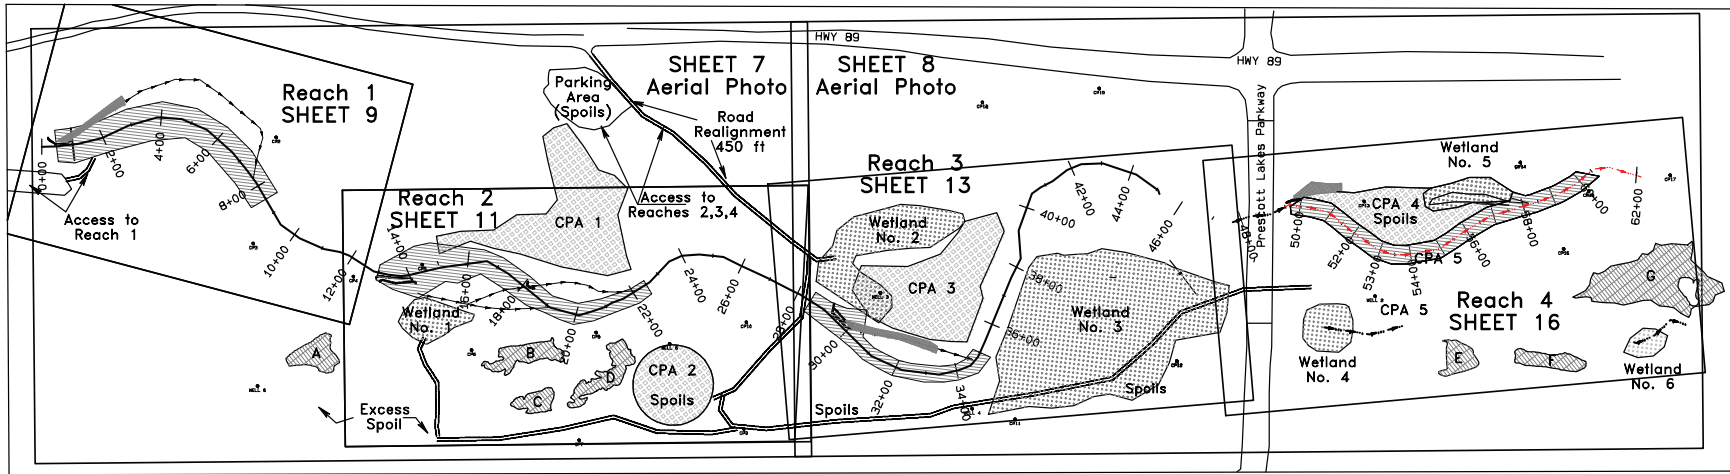 HWY 89
HWY 89
Prescott Lakes Parkway
SHEET 7
Aerial Photo
SHEET 8
Aerial Photo
Reach 1
SHEET 9
Parking
Area
(Spoils)
Road
Realignment
450 ft
Access to
Reach 1
Access to
Reaches 2,3,4
Reach 2
SHEET 11
Reach 3
SHEET 13
Reach 4
SHEET 16
CPA 1
CPA 2
Spoils
CPA 3
CPA 4
Spoils
CPA 5
CPA 5
Wetland
No. 1
Wetland
No. 2
Wetland
No. 3
Wetland
No. 4
Wetland
No. 5
Wetland
No. 6
Excess
Spoil
Spoils
Spoils
A
B
C
D
E
F
G
0+00
2+00
4+00
6+00
8+00
10+00
12+00
14+00
16+00
18+00
20+00
22+00
24+00
26+00
28+00
30+00
32+00
34+00
36+00
38+00
40+00
42+00
44+00
46+00
48+00
50+00
52+00
53+00
54+00
56+00
58+00
62+00
WELL 6